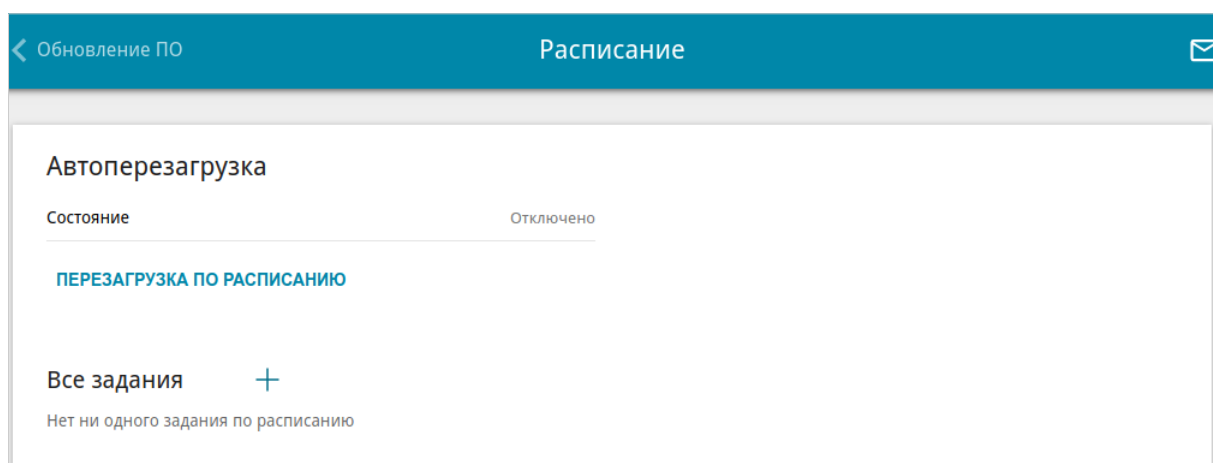 Обновление ПО
Расписание
Автоперезагрузка
Состояние Отключено
ПЕРЕЗАГРУЗКА ПО РАСПИСАНИЮ
Все задания
Нет ни одного задания по расписанию